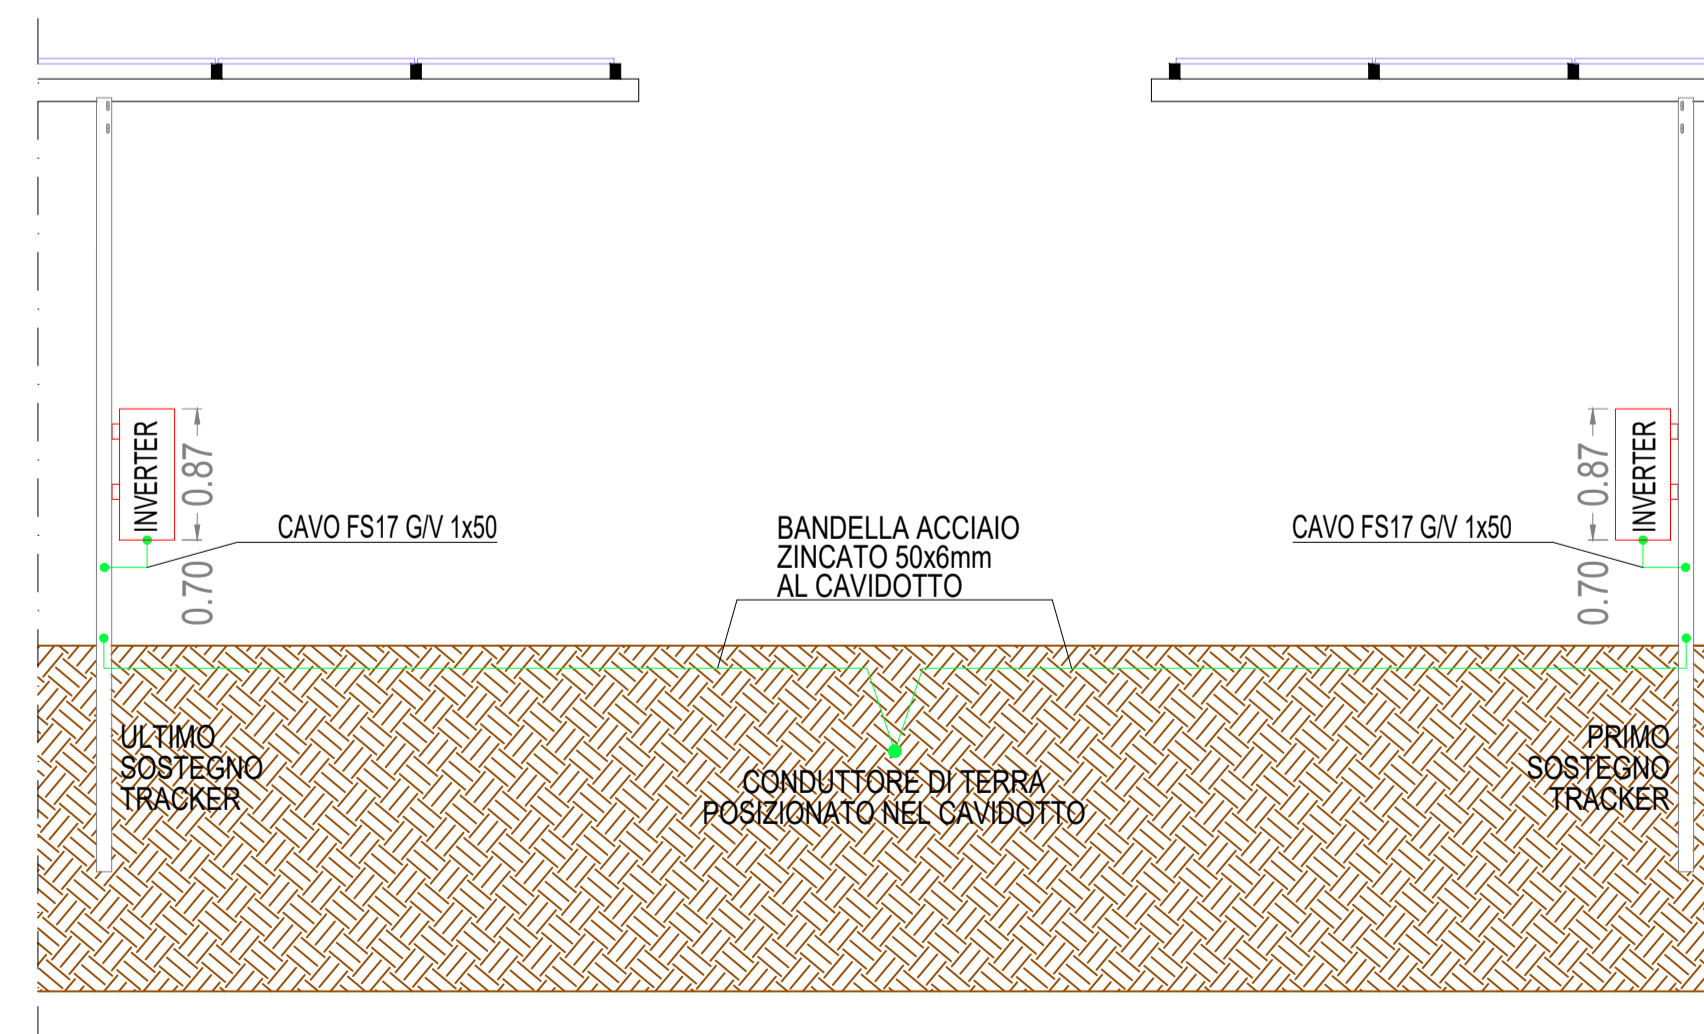 INVERTER
0.87
0.70
CAVO FS17 G/V 1x50
BANDELLA ACCIAIO
ZINCATO 50x6mm
AL CAVIDOTTO
CAVO FS17 G/V 1x50
INVERTER
0.87
0.70
ULTIMO
SOSTEGNO
TRACKER
CONDUTTORE DI TERRA
POSIZIONATO NEL CAVIDOTTO
PRIMO
SOSTEGNO
TRACKER